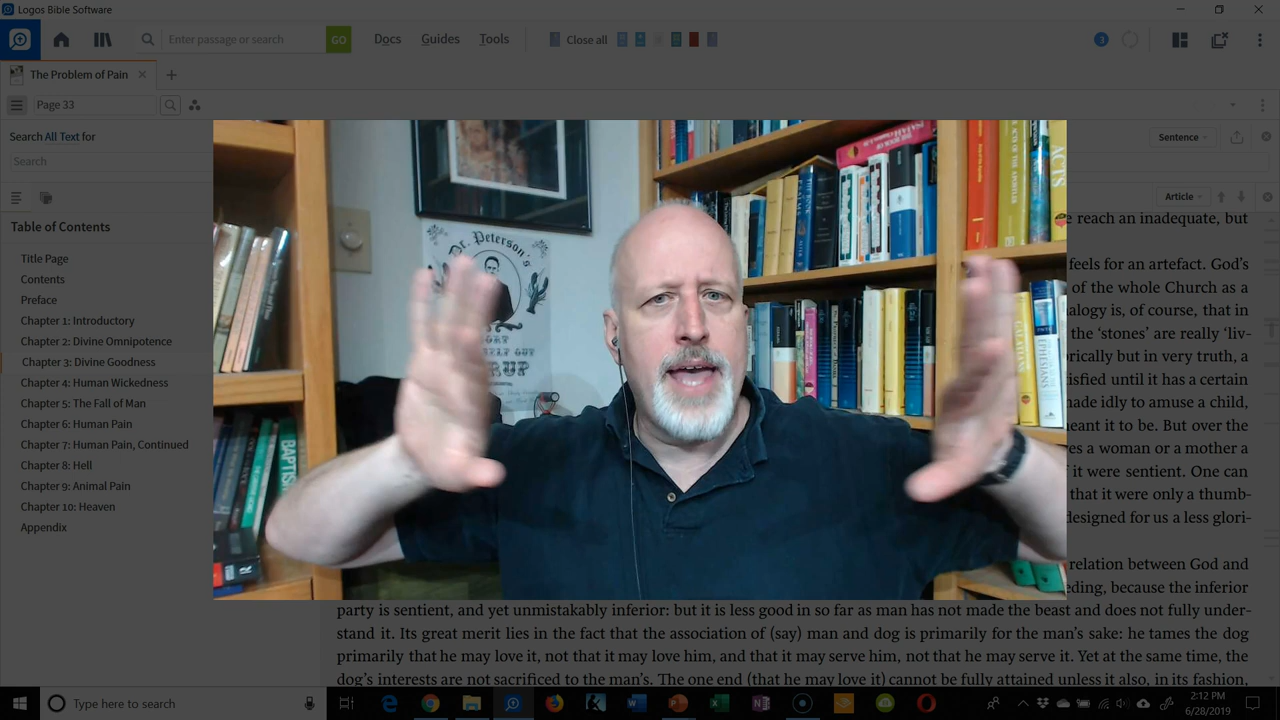 Logos Bible Software
Enter passage or search
GO
Docs
Guides
Tools
Close all
3
The Problem of Pain
Page 33
Search All Text for
Search
Sentence
Article
Table of Contents
Title Page
Contents
Preface
Chapter 1: Introductory
Chapter 2: Divine Omnipotence
Chapter 3: Divine Goodness
Chapter 4: Human Wickedness
Chapter 5: The Fall of Man
Chapter 6: Human Pain
Chapter 7: Human Pain, Continued
Chapter 8: Hell
Chapter 9: Animal Pain
Chapter 10: Heaven
Appendix
Dr. Peterson's
RUP
BAPTIS
ACTS
EPHESIANS
reach an inadequate, but
feels for an artefact. God's
of the whole Church as a
alogy is, of course, that in
the 'stones' are really 'liv-
orically but in very truth, a
isfied until it has a certain
made idly to amuse a child,
meant it to be. But over the
es a woman or a mother a
it were sentient. One can
that it were only a thumb-
designed for us a less glori-
relation between God and
ding, because the inferior
party is sentient, and yet unmistakably inferior: but it is less good in so far as man has not made the beast and does not fully under-
stand it. Its great merit lies in the fact that the association of (say) man and dog is primarily for the man's sake: he tames the dog
primarily that he may love it, not that it may love him, and that it may serve him, not that he may serve it. Yet at the same time, the
dog's interests are not sacrificed to the man's. The one end (that he may love it) cannot be fully attained unless it also, in its fashion,
Type here to search
2:12 PM
6/28/2019